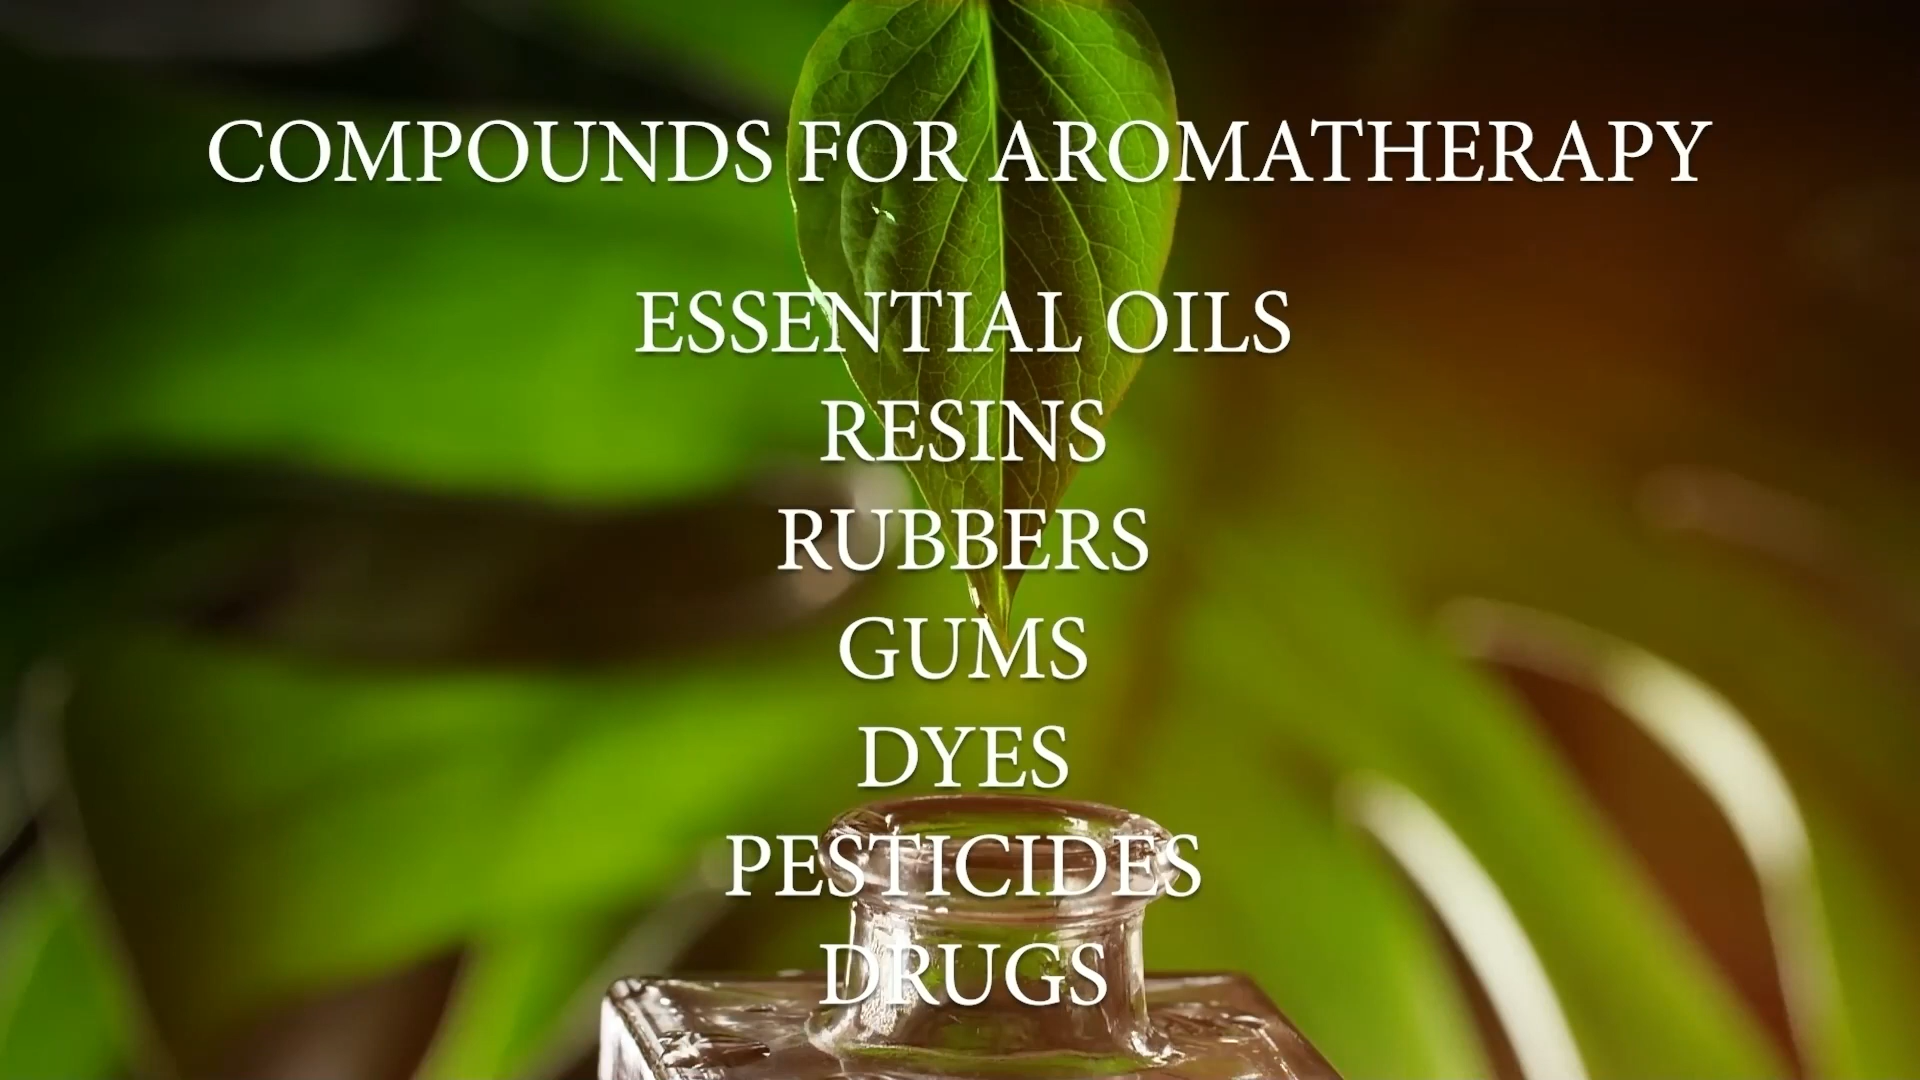 COMPOUNDS FOR AROMATHERAPY
ESSENTIAL OILS
RESINS
RUBBERS
GUMS
DYES
PESTICIDES
DRUGS